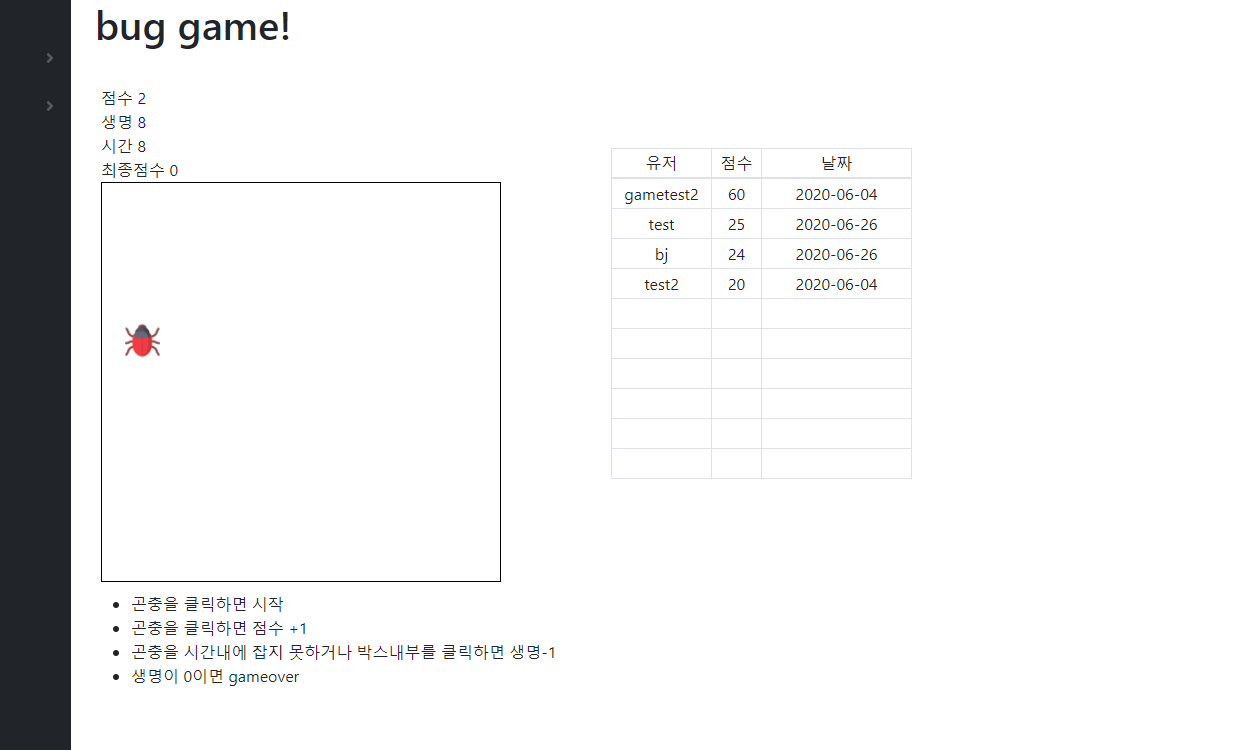 bug game!
점수 2
생명 8
시간 8
최종점수 0
유저 점수 날짜
gametest2 60 2020-06-04
test 25 2020-06-26
bj 24 2020-06-26
test2 20 2020-06-04
곤충을 클릭하면 시작
곤충을 클릭하면 점수 +1
곤충을 시간내에 잡지 못하거나 박스내부를 클릭하면 생명-1
생명이 0이면 gameover